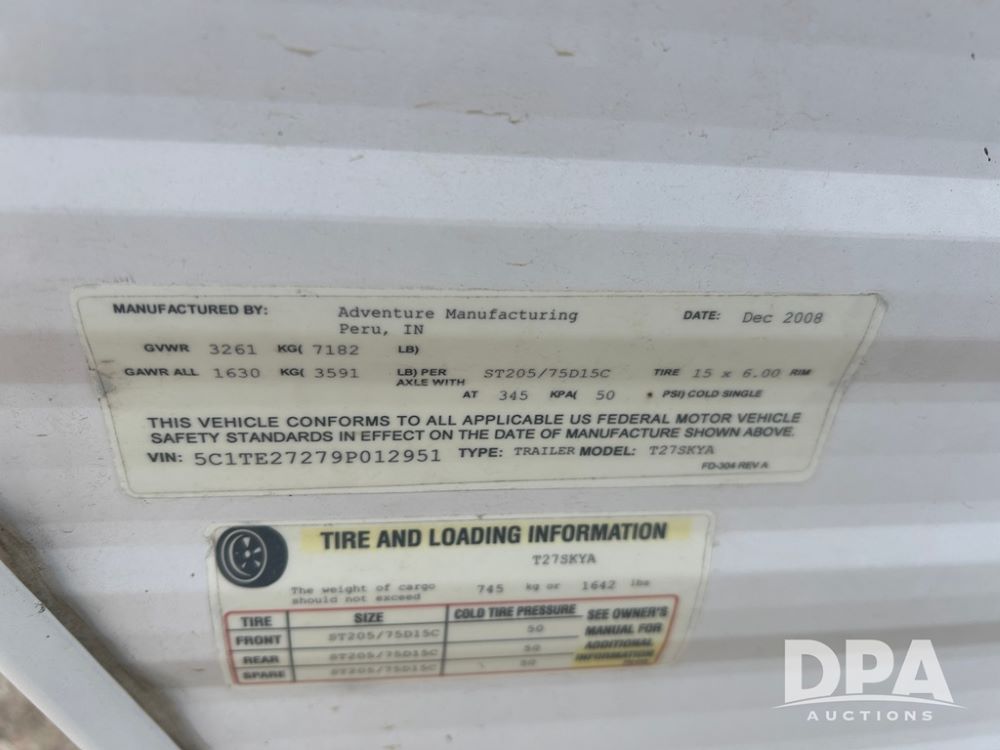 MANUFACTURED BY: Adventure Manufacturing DATE: Dec 2008
Peru, IN
GVWR 3261 KG( 7182 LB)
GAWR ALL 1630 KG( 3591 LB) PER AXLE WITH ST205/75D15C TIRE 15 x 6.00 RIM
AT 345 KPA( 50 PSI) COLD SINGLE
THIS VEHICLE CONFORMS TO ALL APPLICABLE US FEDERAL MOTOR VEHICLE
SAFETY STANDARDS IN EFFECT ON THE DATE OF MANUFACTURE SHOWN ABOVE.
VIN: 5C1TE27279P012951 TYPE: TRAILER MODEL: T27SKYA
FD-304 REV A
TIRE AND LOADING INFORMATION
T27SKYA
The weight of cargo should not exceed 745 kg or 1642 lbs
TIRE SIZE COLD TIRE PRESSURE SEE OWNER'S
FRONT ST205/75D15C 50 MANUAL FOR
REAR ST205/75D15C 50 ADDITIONAL
SPARE ST205/75D15C 50 INFORMATION
DPA
AUCTIONS